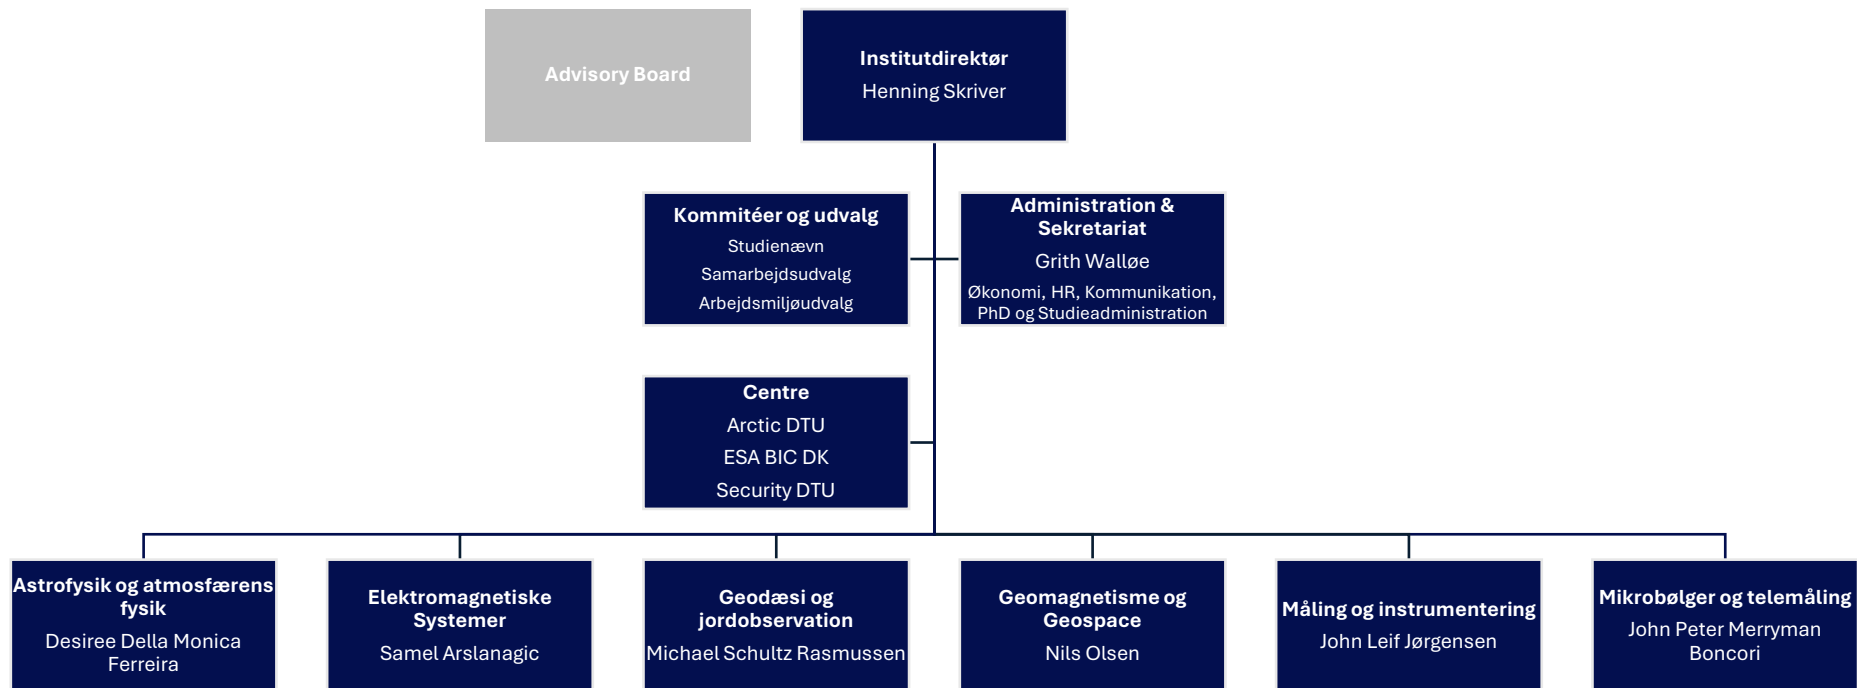 Advisory Board
Institutdirektør
Henning Skriver
Kommitéer og udvalg
Studienævn
Samarbejdsudvalg
Arbejdsmiljøudvalg
Administration &
Sekretariat
Grith Walløe
Økonomi, HR, Kommunikation,
PhD og Studieadministration
Centre
Arctic DTU
ESA BIC DK
Security DTU
Astrofysik og atmosfærens
fysik
Desiree Della Monica
Ferreira
Elektromagnetiske
Systemer
Samel Arslanagic
Geodæsi og
jordobservation
Michael Schultz Rasmussen
Geomagnetisme og
Geospace
Nils Olsen
Måling og instrumentering
John Leif Jørgensen
Mikrobølger og telemåling
John Peter Merryman
Boncori